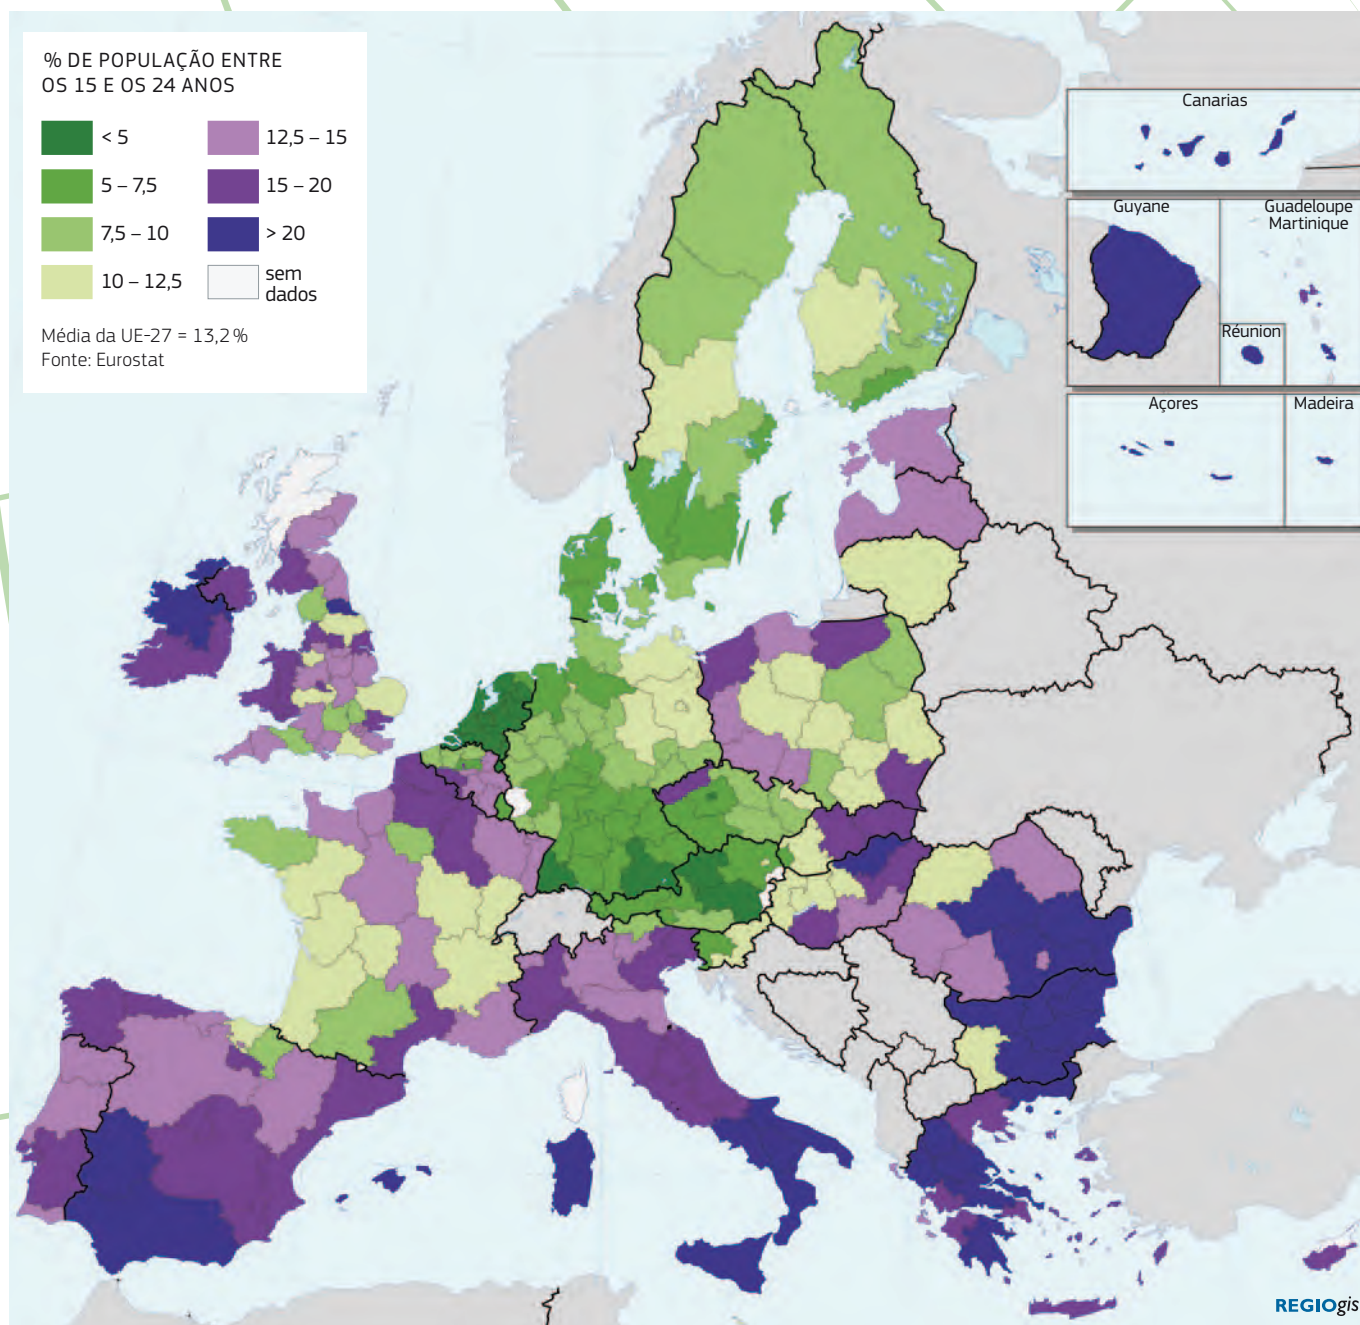 % DE POPULAÇÃO ENTRE
OS 15 E OS 24 ANOS
< 5
5 – 7,5
7,5 – 10
10 – 12,5
12,5 – 15
15 – 20
> 20
sem
dados
Média da UE-27 = 13,2 %
Fonte: Eurostat
Canarias
Guyane
Guadeloupe
Martinique
Réunion
Açores
Madeira
REGIOgis